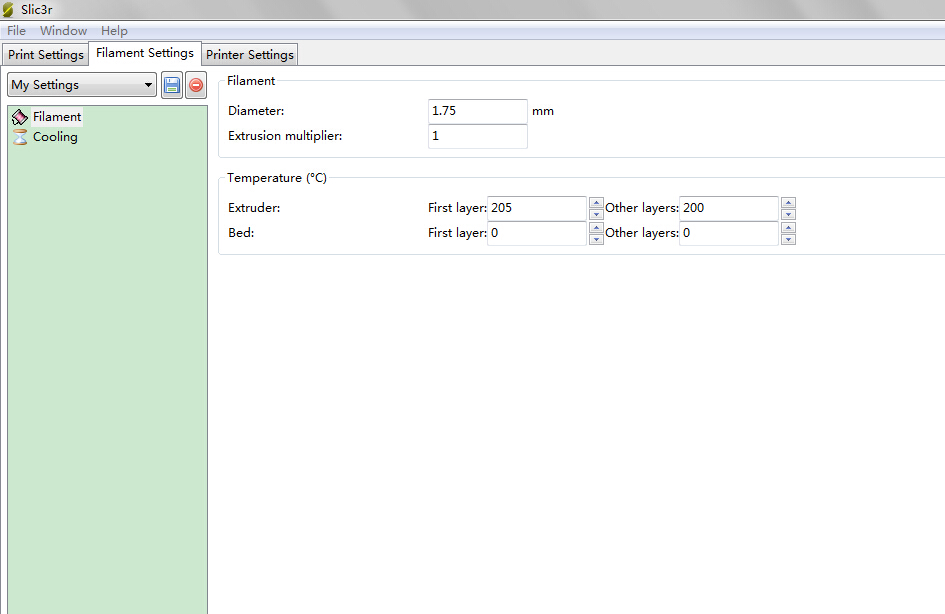 Slic3r
File Window Help
Print Settings Filament Settings Printer Settings
My Settings
Filament
Cooling
Filament
Diameter: 1.75 mm
Extrusion multiplier: 1
Temperature (°C)
Extruder: First layer: 205 Other layers: 200
Bed: First layer: 0 Other layers: 0